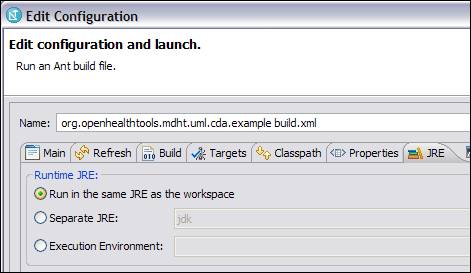 Edit Configuration
Edit configuration and launch.
Run an Ant build file.
Name: org.openhealthtools.mdht.uml.cda.example build.xml
Main Refresh Build Targets Classpath Properties JRE
Runtime JRE:
Run in the same JRE as the workspace
Separate JRE: jdk
Execution Environment: